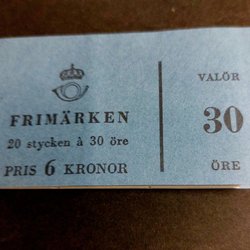 FRIMÄRKEN
20 stycken à 30 öre
PRIS 6 KRONOR
VALÖR
30
ÖRE